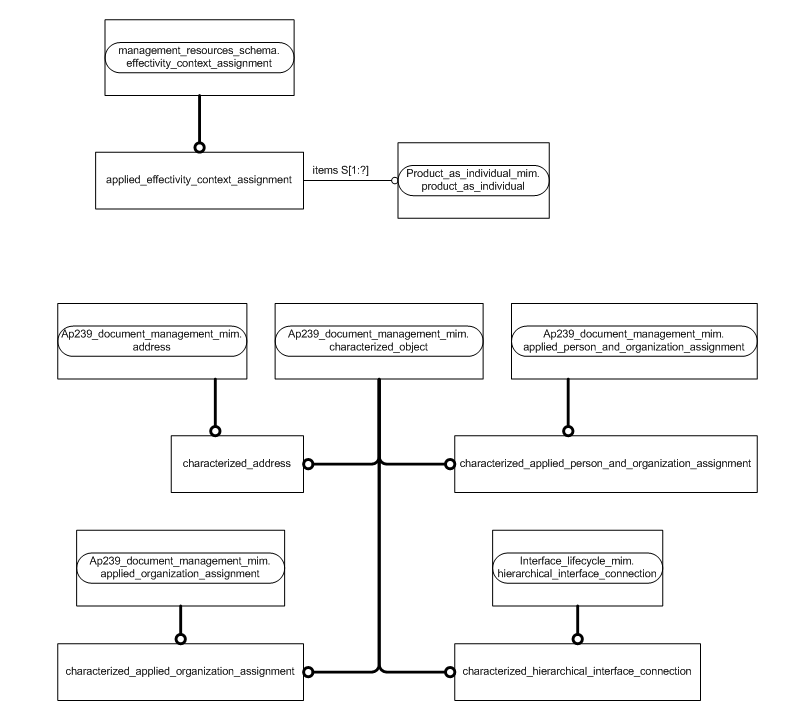 management_resources_schema.
effectivity_context_assignment
applied_effectivity_context_assignment
items S[1:?]
Product_as_individual_mim.
product_as_individual
Ap239_document_management_mim.
address
Ap239_document_management_mim.
characterized_object
Ap239_document_management_mim.
applied_person_and_organization_assignment
characterized_address
characterized_applied_person_and_organization_assignment
Ap239_document_management_mim.
applied_organization_assignment
Interface_lifecycle_mim.
hierarchical_interface_connection
characterized_applied_organization_assignment
characterized_hierarchical_interface_connection